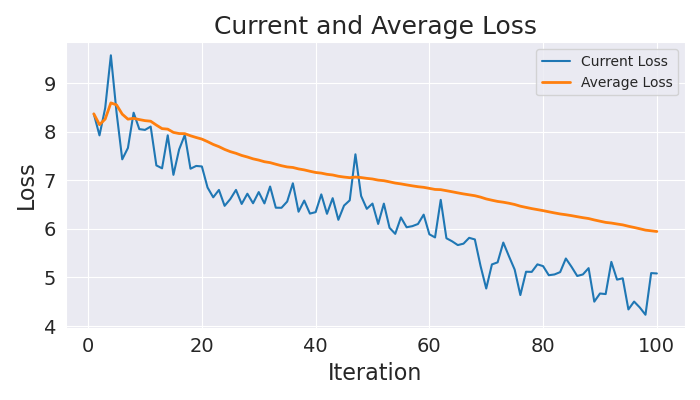 Current and Average Loss
Current Loss
Average Loss
Loss
9
8
7
6
5
4
0 20 40 60 80 100
Iteration